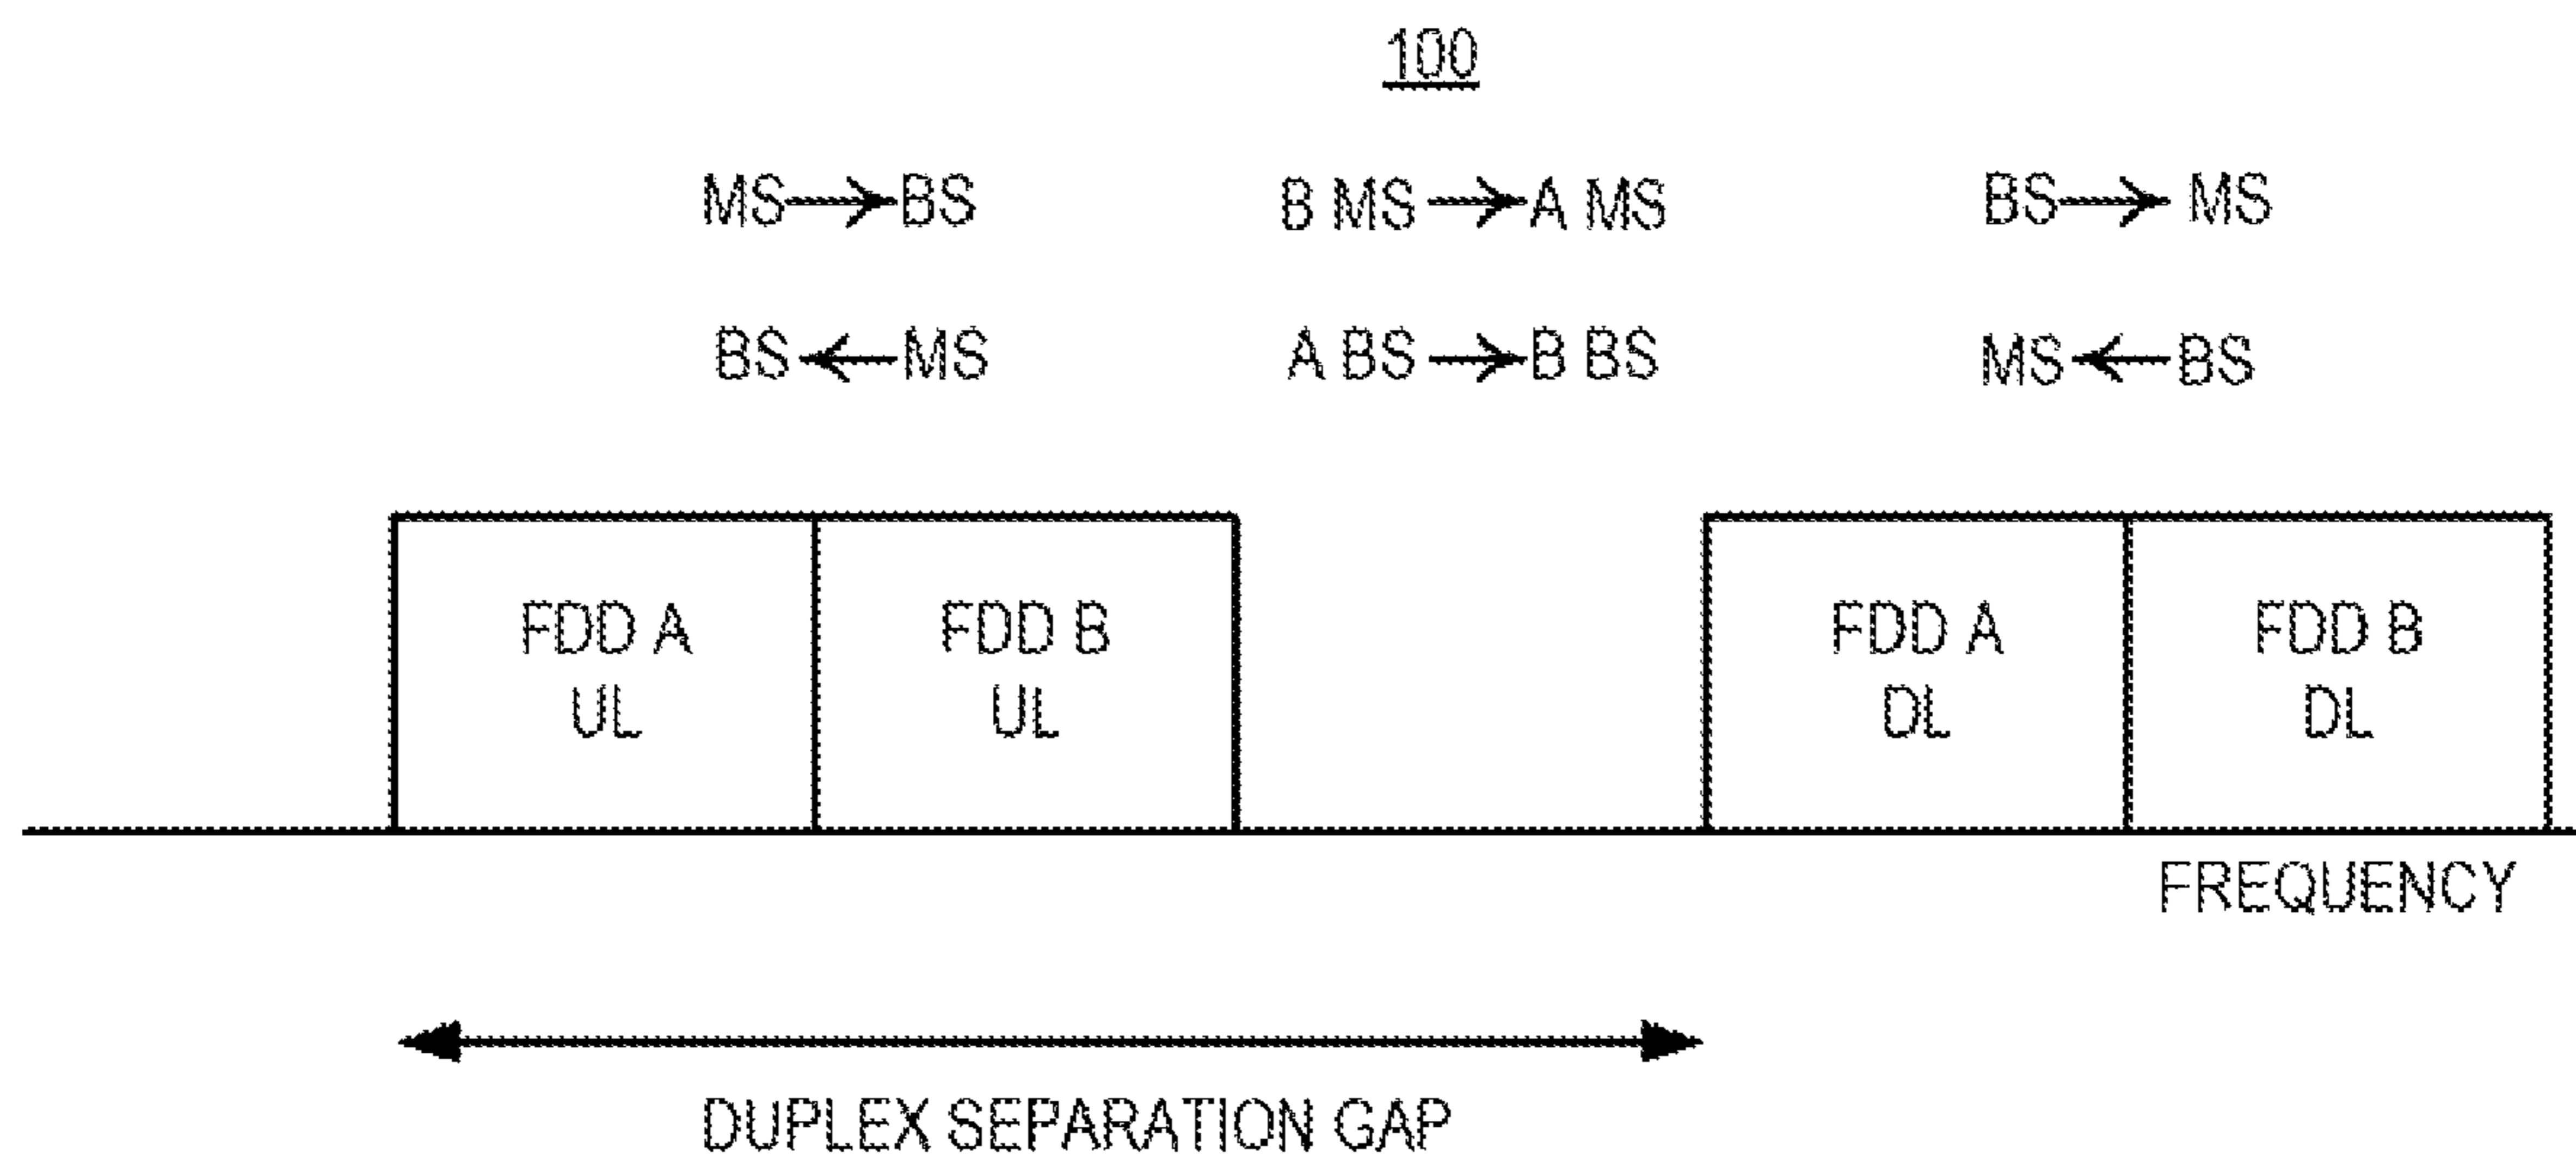 100
MS→BS B MS→A MS BS→MS
BS←MS A BS→B BS MS←BS
FDD A FDD B FDD A FDD B
UL UL DL DL
FREQUENCY
DUPLEX SEPARATION GAP